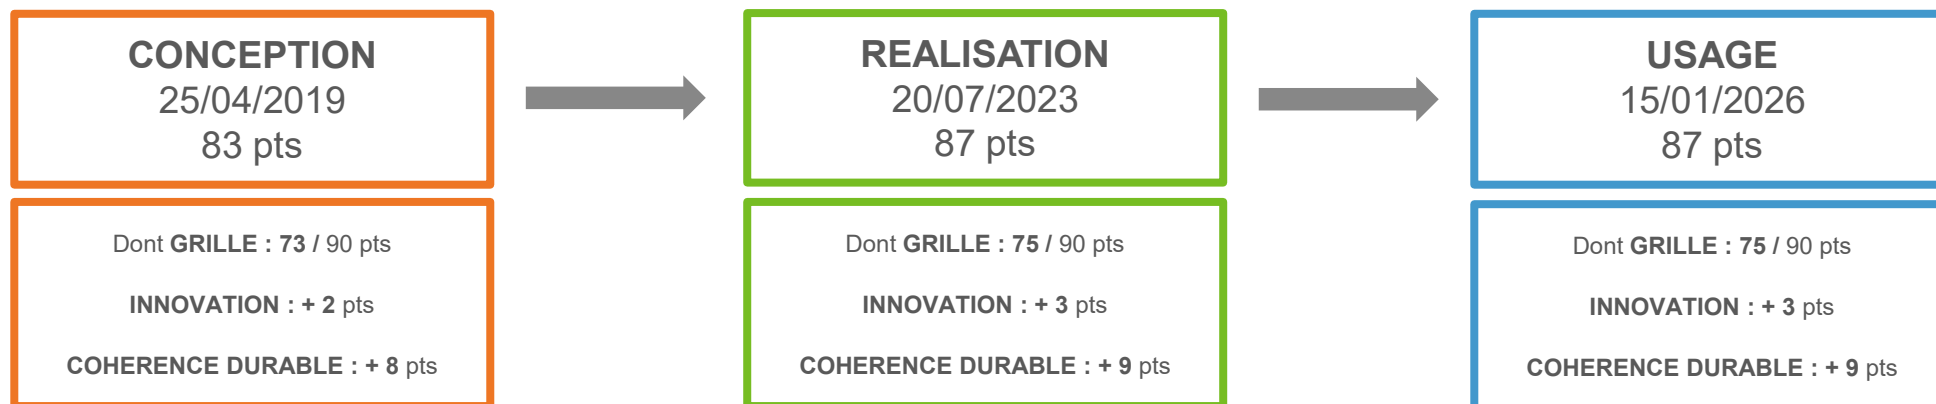 CONCEPTION
25/04/2019
83 pts
Dont GRILLE : 73 / 90 pts
INNOVATION : + 2 pts
COHERENCE DURABLE : + 8 pts
REALISATION
20/07/2023
87 pts
Dont GRILLE : 75 / 90 pts
INNOVATION : + 3 pts
COHERENCE DURABLE : + 9 pts
USAGE
15/01/2026
87 pts
Dont GRILLE : 75 / 90 pts
INNOVATION : + 3 pts
COHERENCE DURABLE : + 9 pts